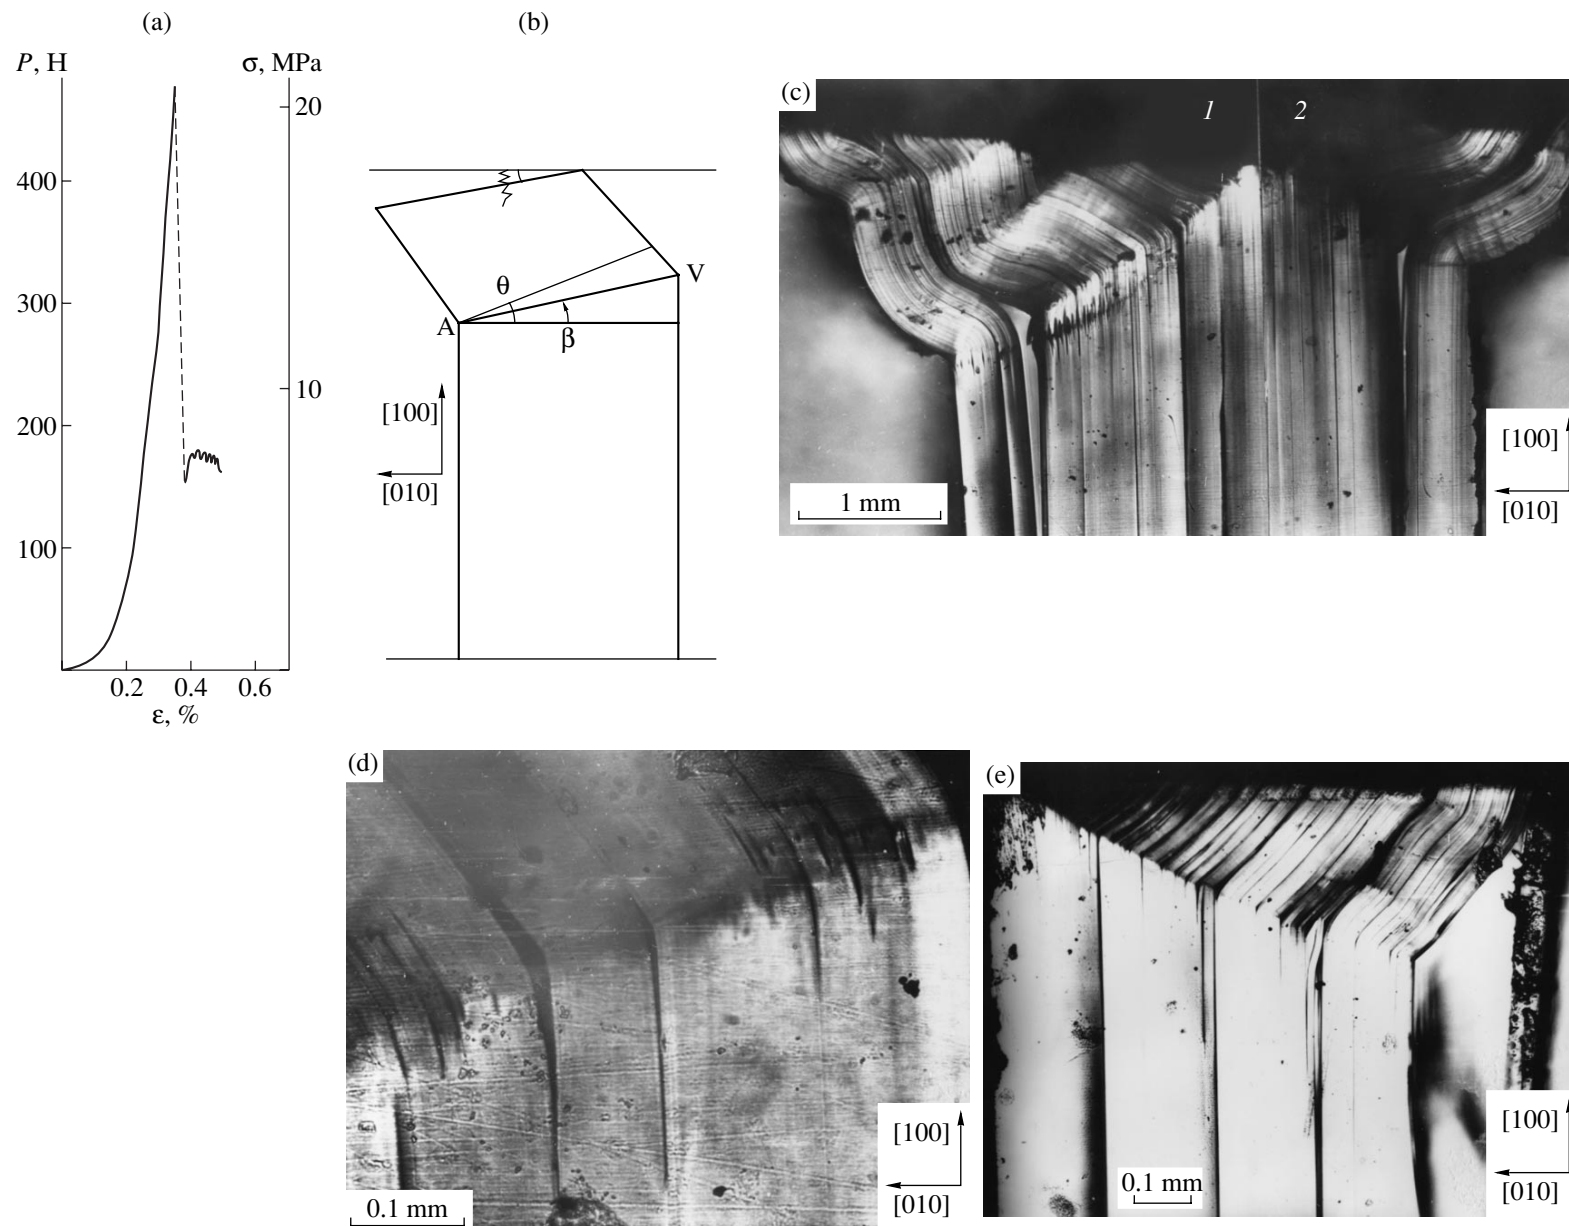 (a)
P, H
σ, MPa
20
400
300
10
200
100
0.2
0.4
0.6
ε, %
(b)
θ
V
A
β
[100]
[010]
(c)
1
2
[100]
1 mm
[010]
(d)
[100]
0.1 mm
[010]
(e)
[100]
0.1 mm
[010]